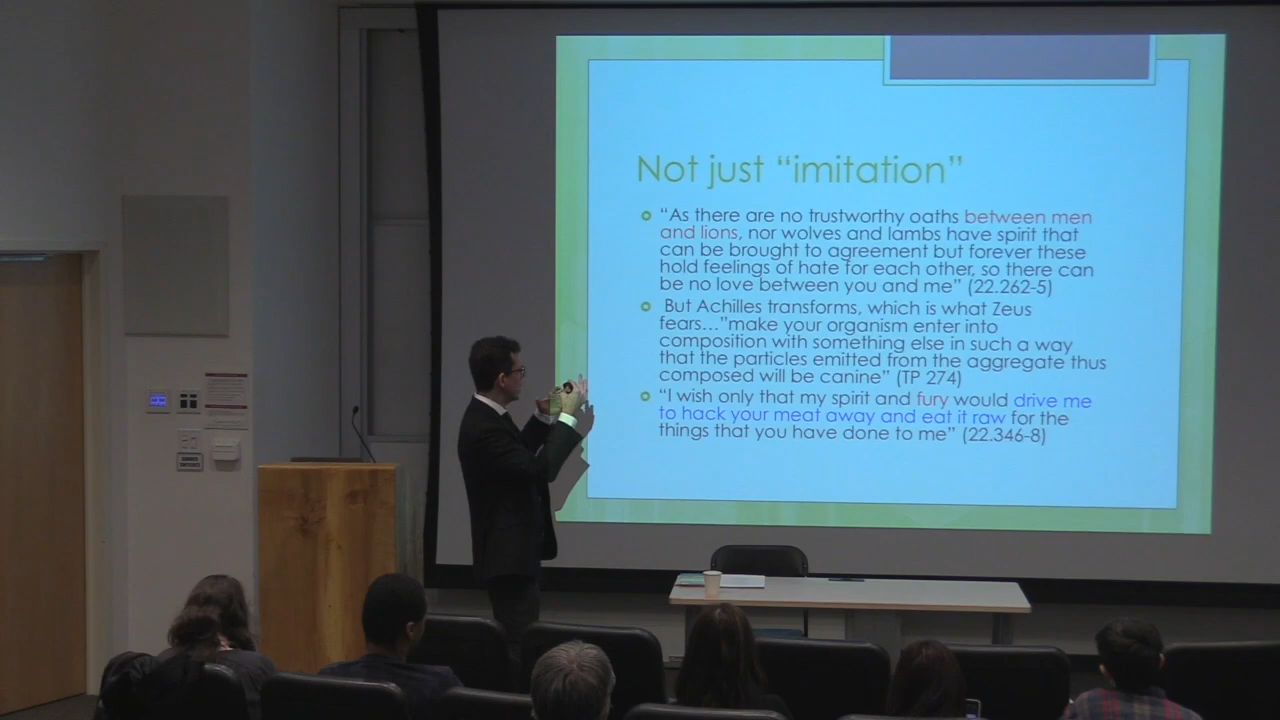 Not just “imitation”
“As there are no trustworthy oaths between men
and lions, nor wolves and lambs have spirit that
can be brought to agreement but forever these
hold feelings of hate for each other, so there can
be no love between you and me” (22.262-5)
But Achilles transforms, which is what Zeus
fears…”make your organism enter into
composition with something else in such a way
that the particles emitted from the aggregate thus
composed will be canine” (TP 274)
“I wish only that my spirit and fury would drive me
to hack your meat away and eat it raw for the
things that you have done to me” (22.346-8)